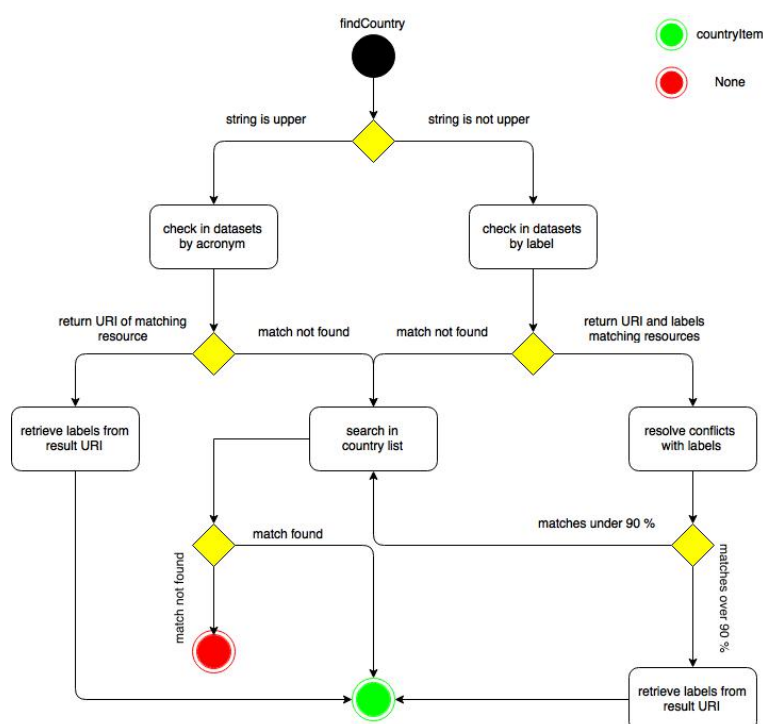 findCountry
countryItem
None
string is upper
string is not upper
check in datasets
by acronym
check in datasets
by label
return URI of matching
resource
match not found
match not found
return URI and labels
matching resources
retrieve labels from
result URI
search in
country list
resolve conflicts
with labels
match found
matches under 90 %
match not found
matches over 90 %
retrieve labels from
result URI